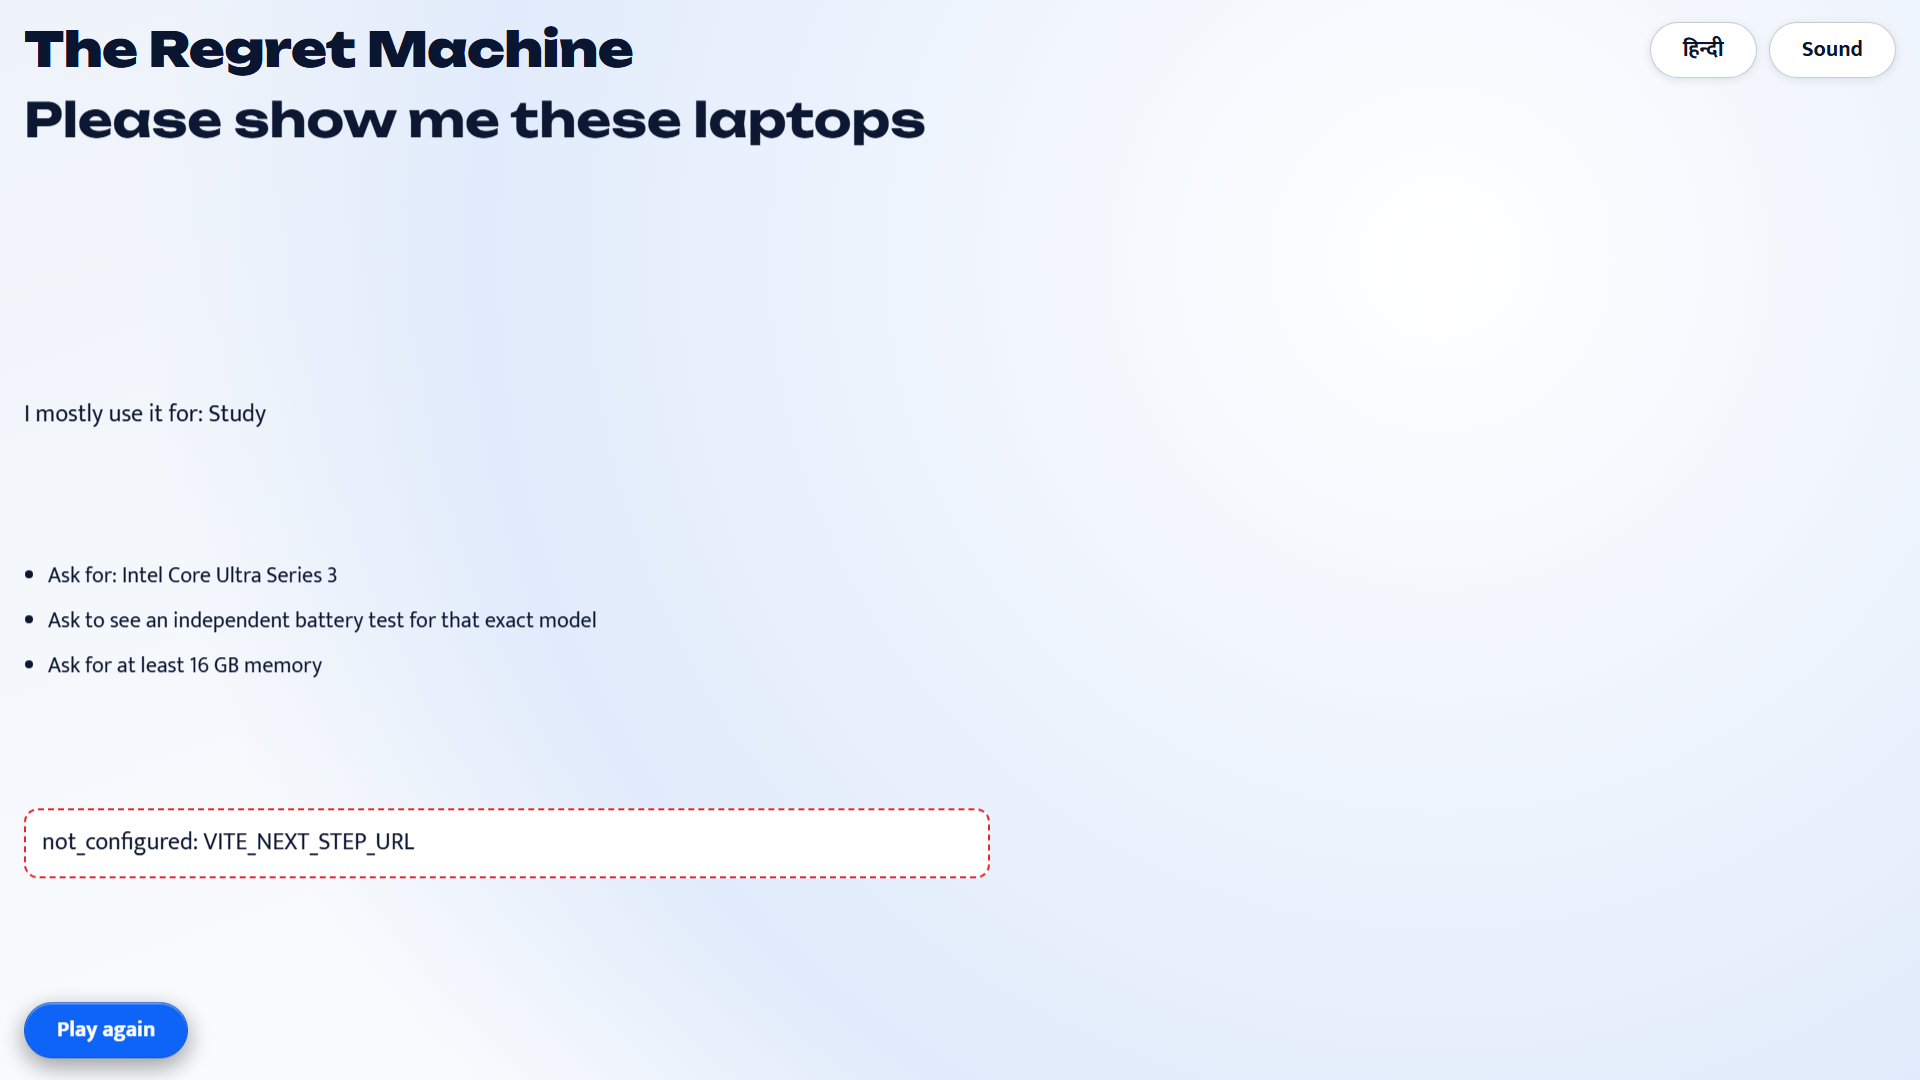 The Regret Machine
हिन्दी
Sound
Please show me these laptops
I mostly use it for: Study
Ask for: Intel Core Ultra Series 3
Ask to see an independent battery test for that exact model
Ask for at least 16 GB memory
not_configured: VITE_NEXT_STEP_URL
Play again